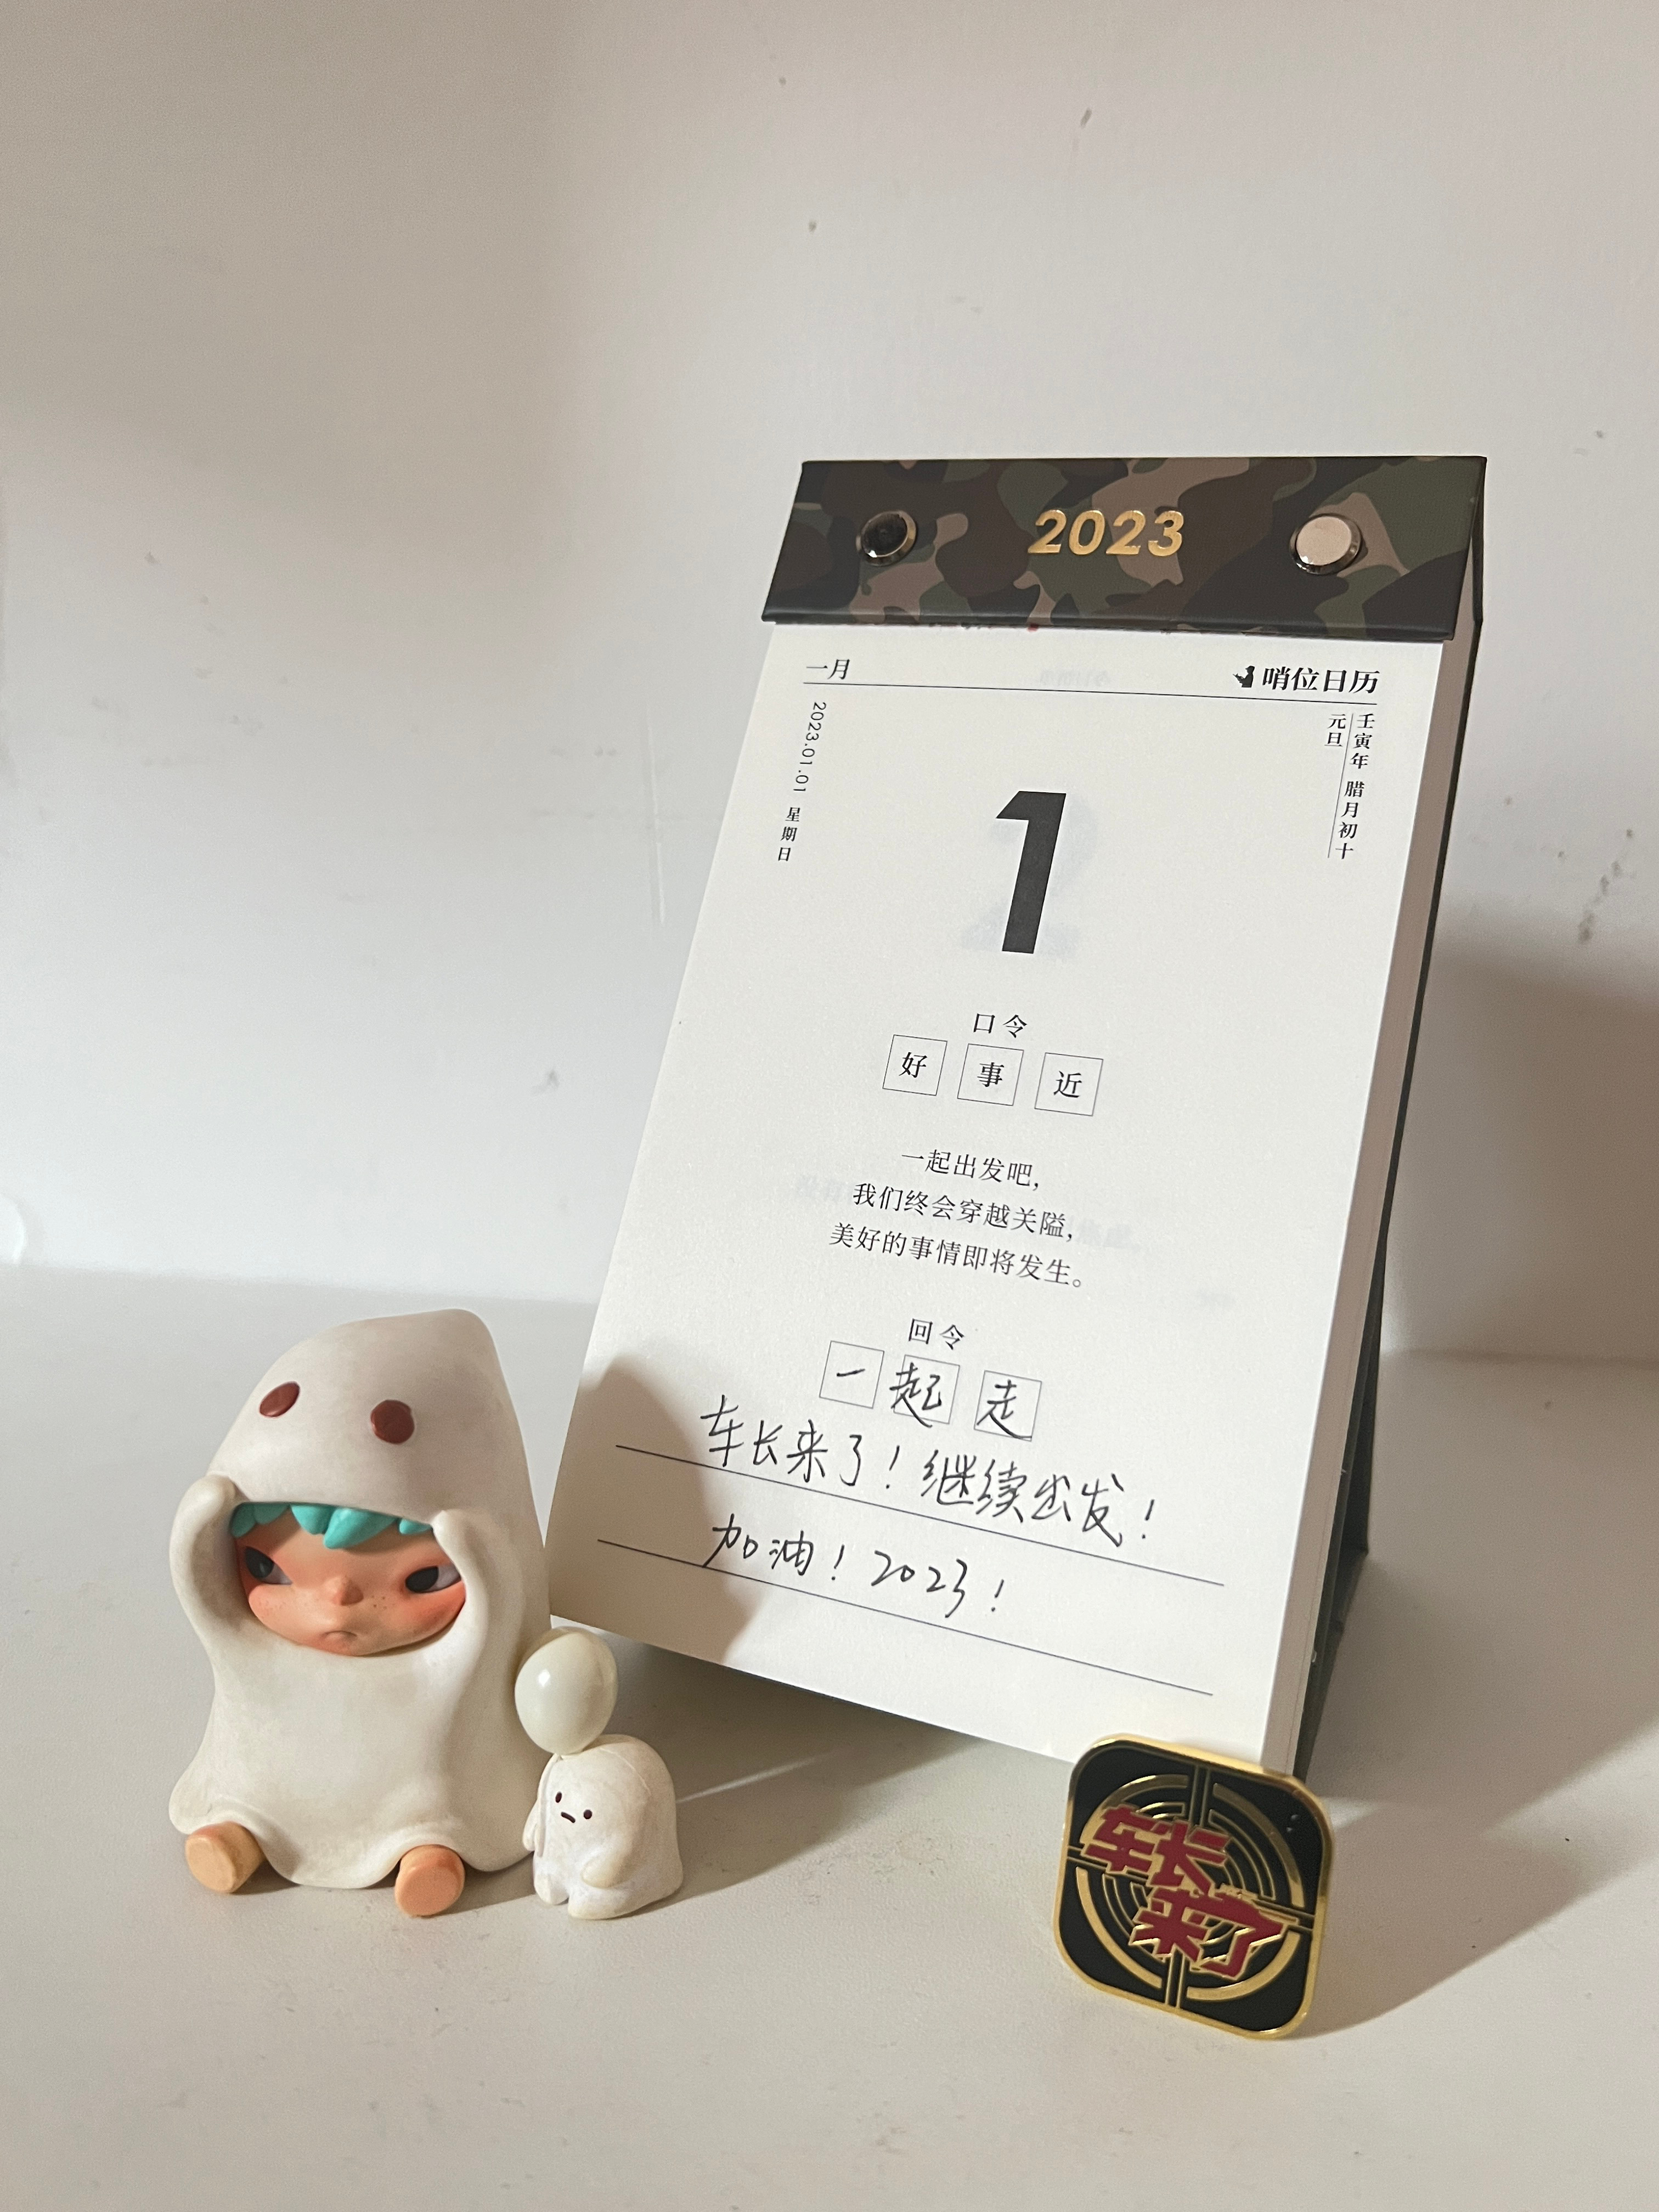 2023
一月
哨位日历
2023.01.01 星期日
壬寅年 腊月初十
元旦
1
口令
好事近
一起出发吧，
我们终会穿越关隘，
美好的事情即将发生。
回令
一起走
车长来了！继续出发！
加油！2023！
车长
来了